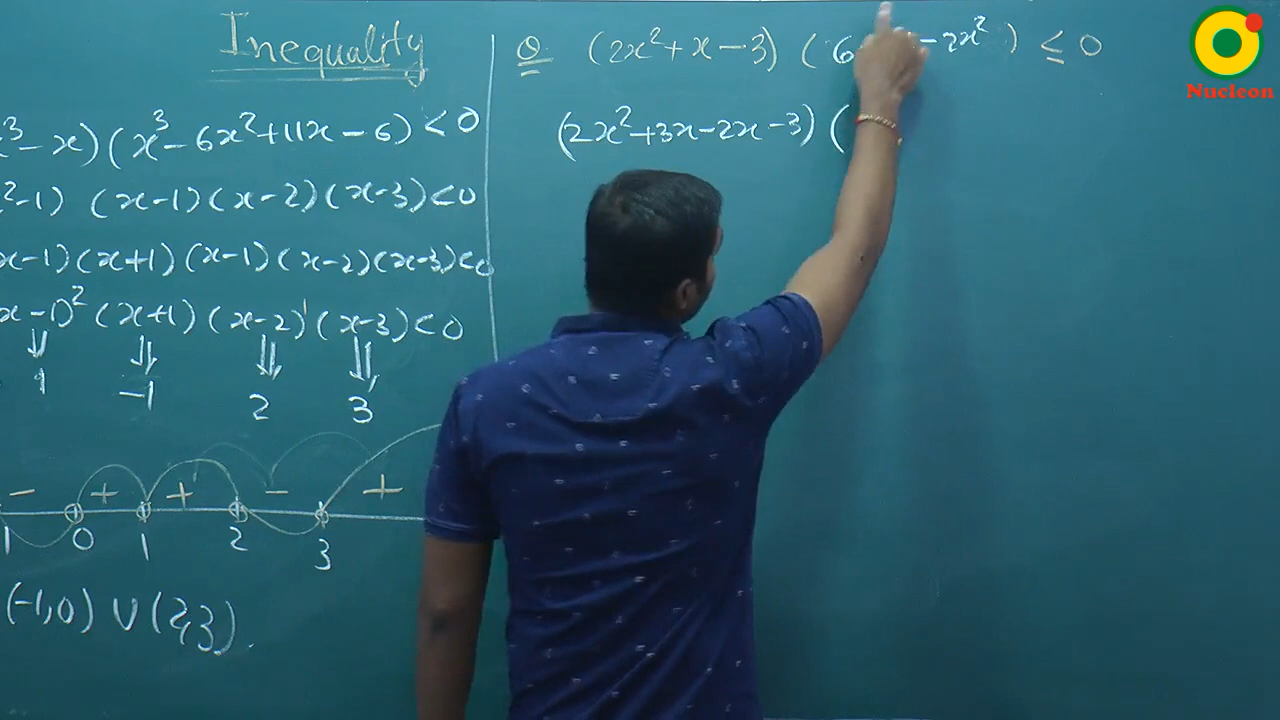 Inequality
³-x)(x³-6x²+11x-6)<0
²-1) (x-1)(x-2)(x-3)<0
x-1)(x+1)(x-1)(x-2)(x-3)<0
x-1)²(x+1)(x-2)¹(x-3)<0
1 -1 2 3
- + + - +
1 0 1 2 3
(-1,0) ∪ (2,3).
Q. (2x²+x-3) (6 -2x²) ≤ 0
(2x²+3x-2x-3) (
Nucleon